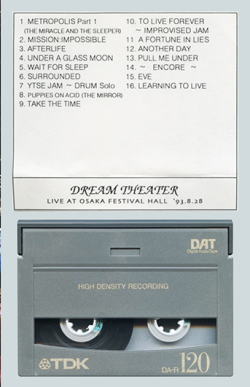 1 METROPOLIS Part 1
(THE MIRACLE AND THE SLEEPER)
2. MISSION:IMPOSSIBLE
3. AFTERLIFE
4. UNDER A GLASS MOON
5. WAIT FOR SLEEP
6. SURROUNDED
7 YTSE JAM ~ DRUM Solo
8. PUPPIES ON ACID (THE MIRROR)
9. TAKE THE TIME
10. TO LIVE FOREVER
~ IMPROVISED JAM
11 A FORTUNE IN LIES
12. ANOTHER DAY
13. PULL ME UNDER
14. ~ ENCORE ~
15. EVE
16. LEARNING TO LIVE
DREAM THEATER
LIVE AT OSAKA FESTIVAL HALL '93.8.28
DAT
Digital Audio Tape
HIGH DENSITY RECORDING
TDK
DA-R 120